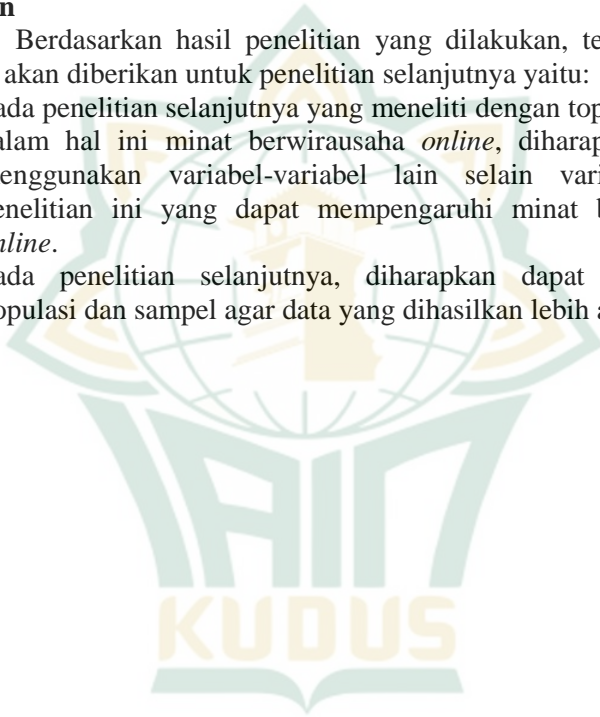 n
Berdasarkan hasil penelitian yang dilakukan, te
akan diberikan untuk penelitian selanjutnya yaitu:
ada penelitian selanjutnya yang meneliti dengan top
alam hal ini minat berwirausaha online, diharap
enggunakan variabel-variabel lain selain vari
enelitian ini yang dapat mempengaruhi minat b
nline.
ada penelitian selanjutnya, diharapkan dapat
opulasi dan sampel agar data yang dihasilkan lebih a
IAIN
KUDUS